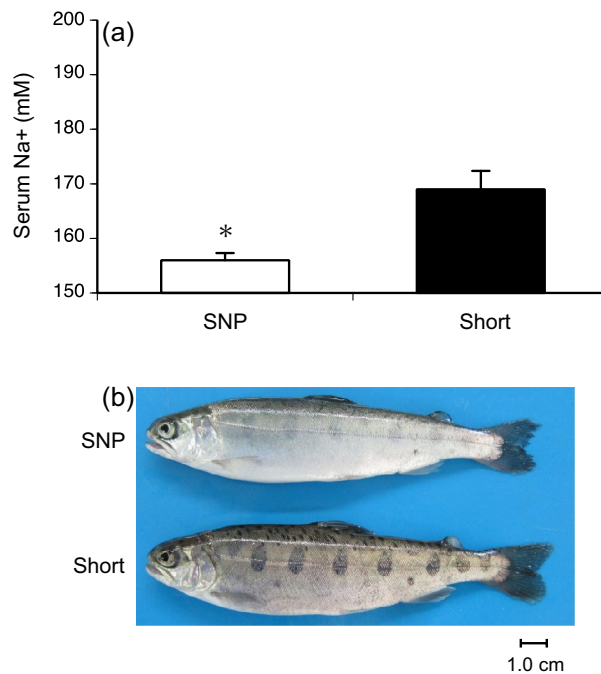 (a)
Serum Na+ (mM)
200
190
180
170
160
150
*
SNP
Short
(b)
SNP
Short
1.0 cm